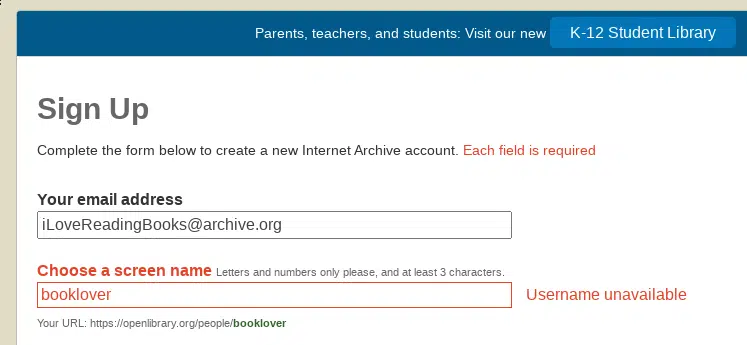 Parents, teachers, and students: Visit our new K-12 Student Library
Sign Up
Complete the form below to create a new Internet Archive account. Each field is required
Your email address
iLoveReadingBooks@archive.org
Choose a screen name Letters and numbers only please, and at least 3 characters.
booklover Username unavailable
Your URL: https://openlibrary.org/people/booklover